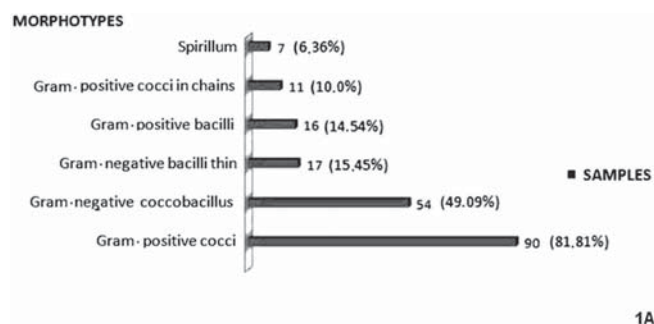 MORPHOTYPES
Spirillum 7 (6,36%)
Gram-positive cocci in chains 11 (10.0%)
Gram-positive bacilli 16 (14.54%)
Gram-negative bacilli thin 17 (15,45%)
SAMPLES
Gram-negative coccobacillus 54 (49.09%)
Gram-positive cocci 90 (81,81%)
1A